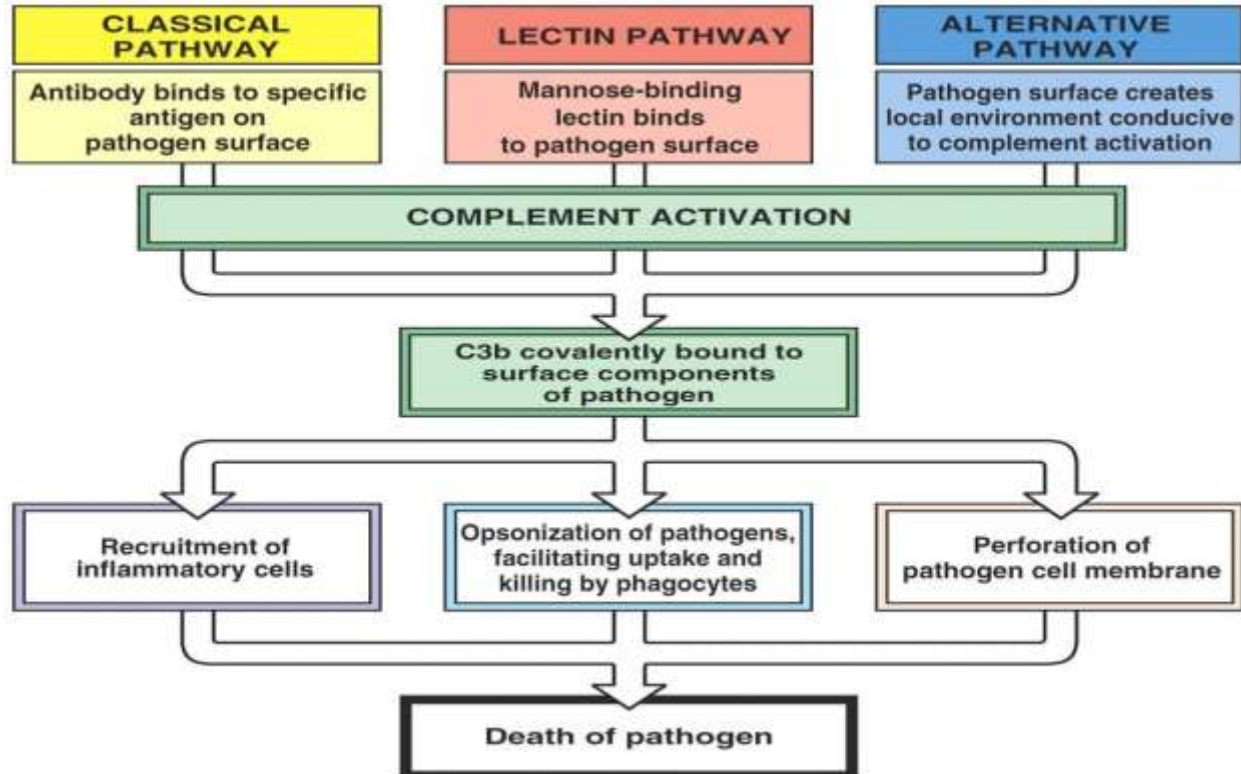 CLASSICAL
PATHWAY
LECTIN PATHWAY
ALTERNATIVE
PATHWAY
Antibody binds to specific
antigen on
pathogen surface
Mannose-binding
lectin binds
to pathogen surface
Pathogen surface creates
local environment conducive
to complement activation
COMPLEMENT ACTIVATION
C3b covalently bound to
surface components
of pathogen
Recruitment of
inflammatory cells
Opsonization of pathogens,
facilitating uptake and
killing by phagocytes
Perforation of
pathogen cell membrane
Death of pathogen